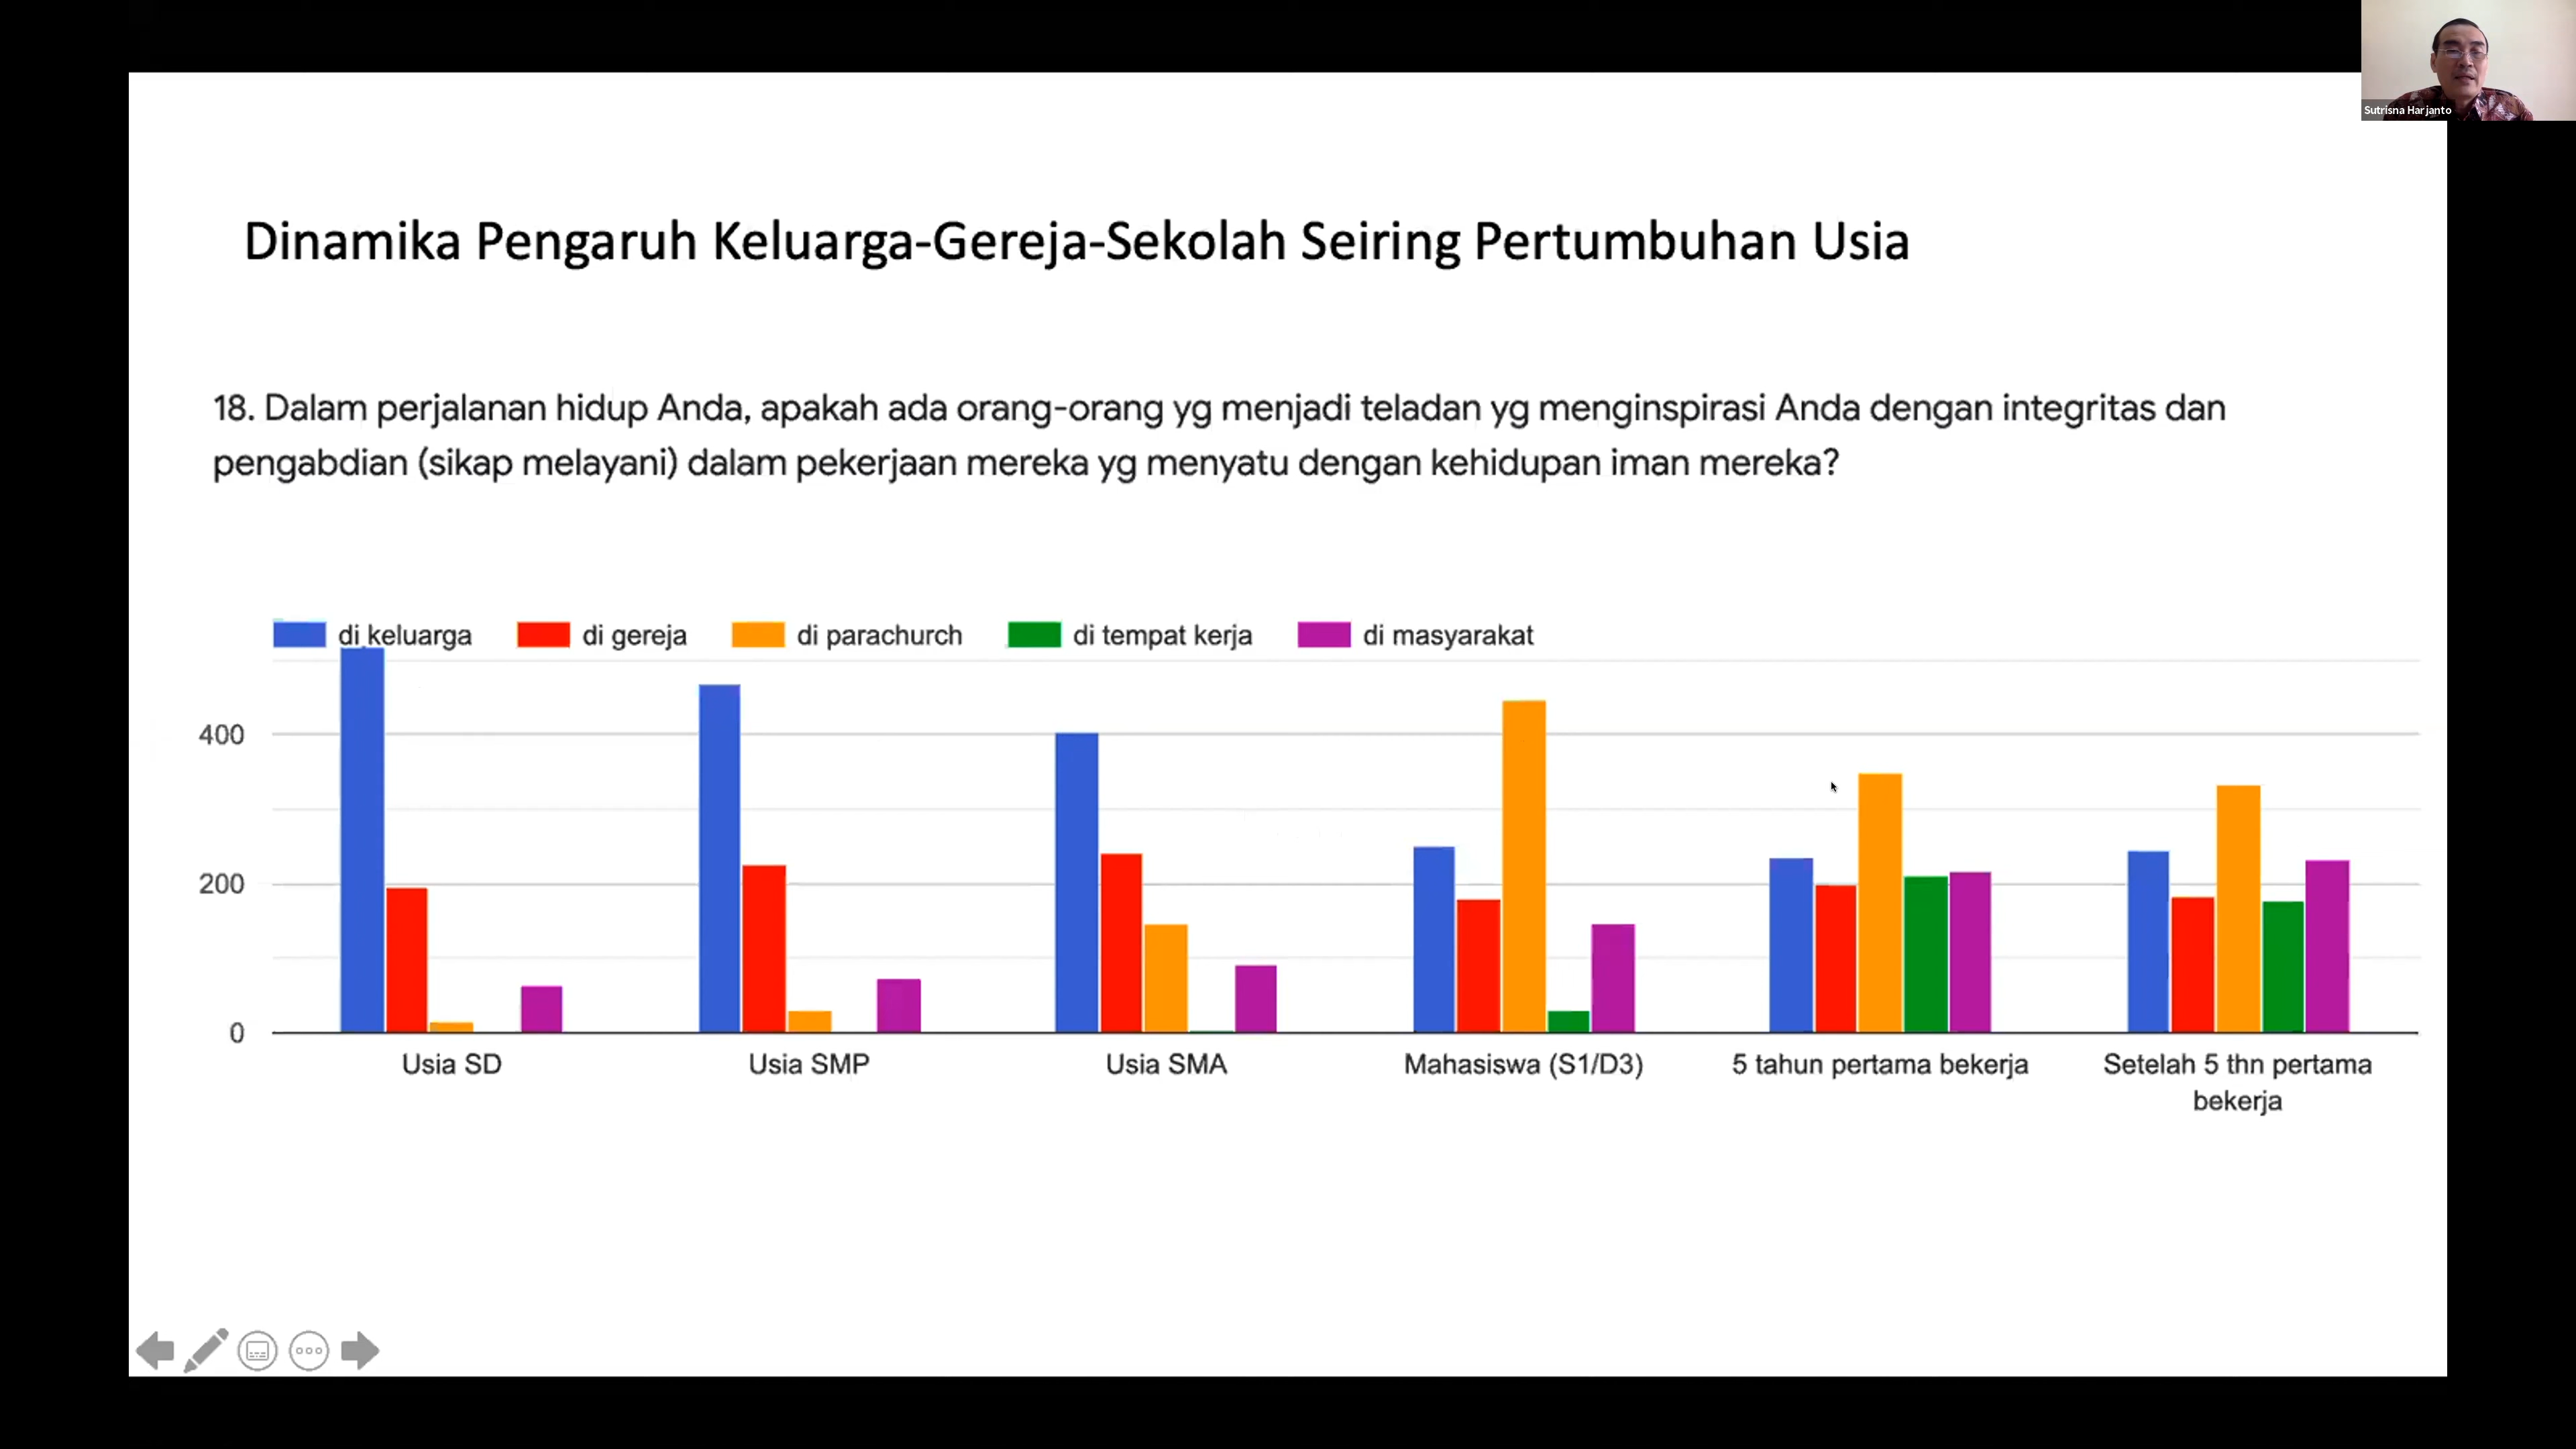 Sutrisna Harjanto
Dinamika Pengaruh Keluarga-Gereja-Sekolah Seiring Pertumbuhan Usia
18. Dalam perjalanan hidup Anda, apakah ada orang-orang yg menjadi teladan yg menginspirasi Anda dengan integritas dan
pengabdian (sikap melayani) dalam pekerjaan mereka yg menyatu dengan kehidupan iman mereka?
di keluarga di gereja di parachurch di tempat kerja di masyarakat
400
200
0
Usia SD Usia SMP Usia SMA Mahasiswa (S1/D3) 5 tahun pertama bekerja Setelah 5 thn pertama
bekerja